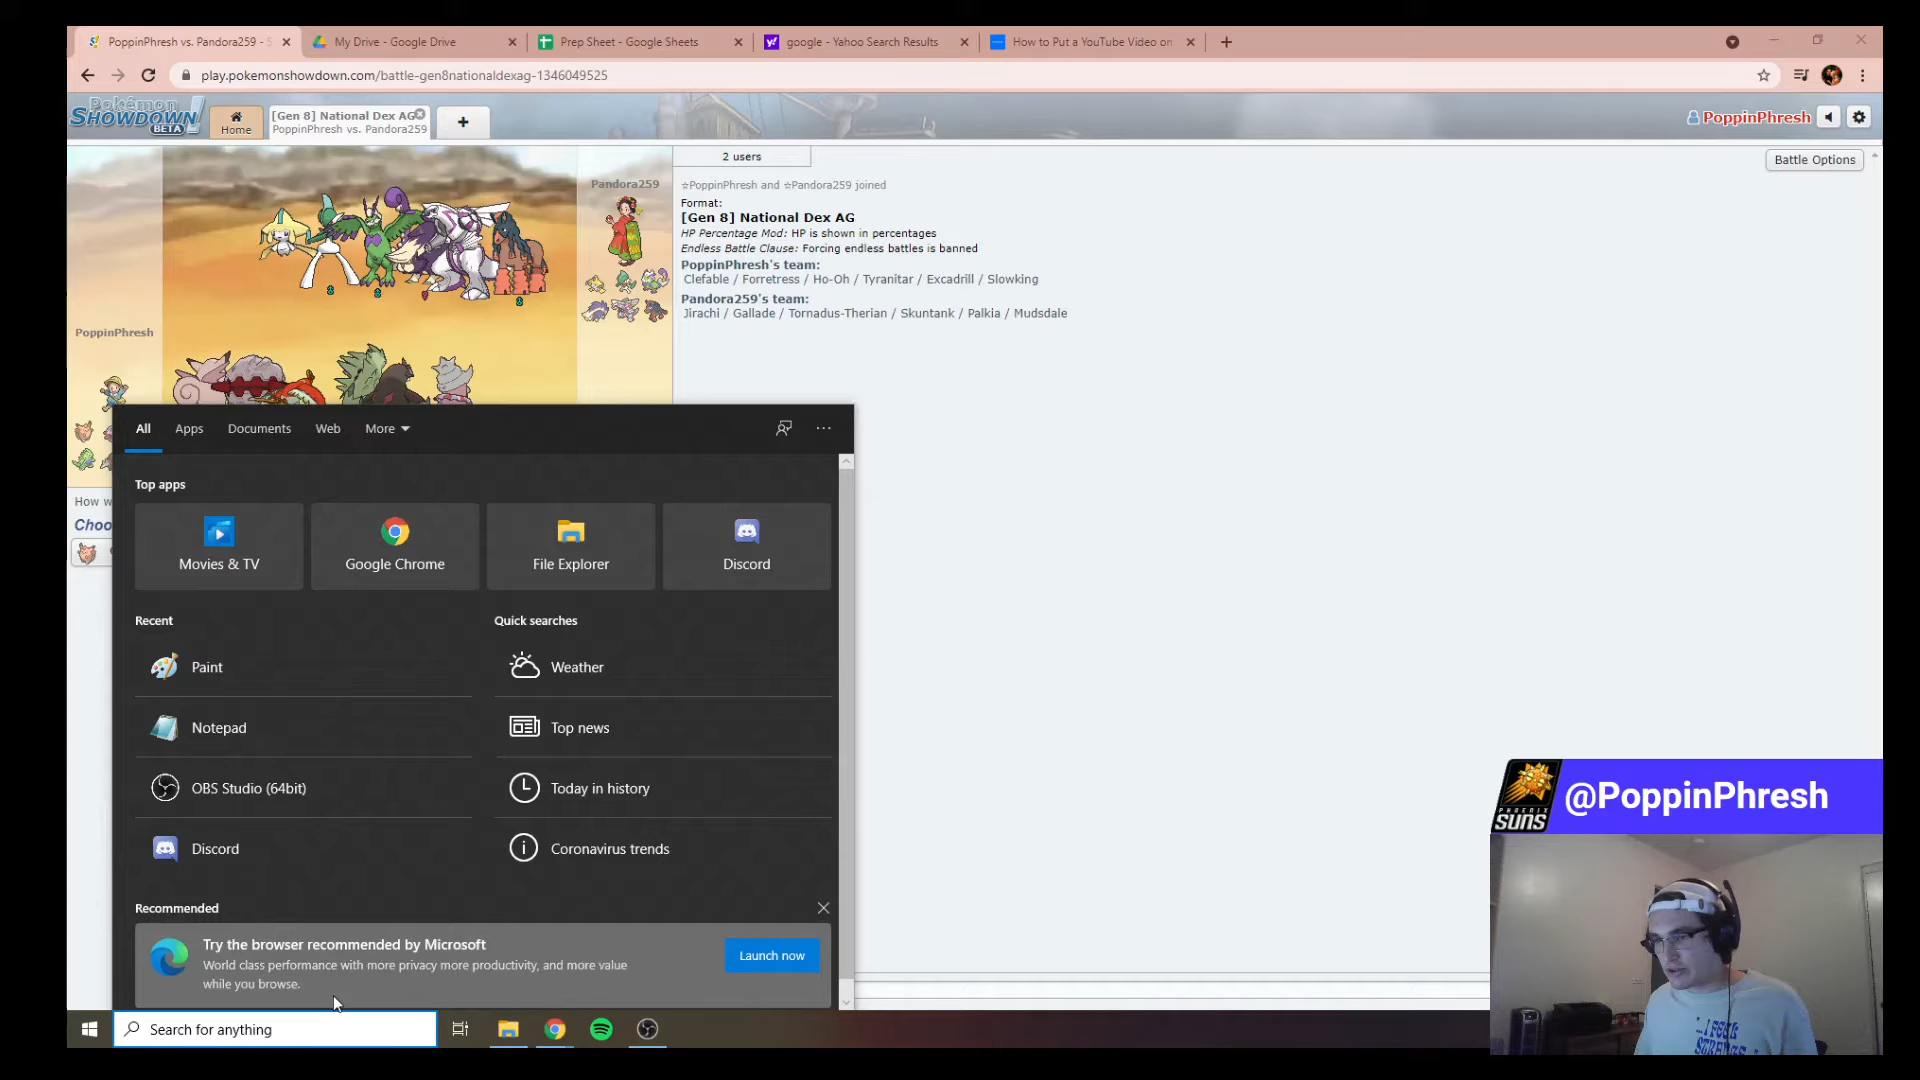 PoppinPhresh vs. Pandora259 - S
My Drive - Google Drive
Prep Sheet - Google Sheets
google - Yahoo Search Results
How to Put a YouTube Video on
play.pokemonshowdown.com/battle-gen8nationaldexag-1346049525
Pokémon
SHOWDOWN!
BETA
Home
[Gen 8] National Dex AG
PoppinPhresh vs. Pandora259
+
PoppinPhresh
2 users
Battle Options
Pandora259
☆PoppinPhresh and ☆Pandora259 joined
Format:
[Gen 8] National Dex AG
HP Percentage Mod: HP is shown in percentages
Endless Battle Clause: Forcing endless battles is banned
PoppinPhresh's team:
Clefable / Forretress / Ho-Oh / Tyranitar / Excadrill / Slowking
Pandora259's team:
Jirachi / Gallade / Tornadus-Therian / Skuntank / Palkia / Mudsdale
PoppinPhresh
How w
Choo
All
Apps
Documents
Web
More
Top apps
Movies & TV
Google Chrome
File Explorer
Discord
Recent
Quick searches
Paint
Weather
Notepad
Top news
OBS Studio (64bit)
Today in history
Discord
Coronavirus trends
Recommended
Try the browser recommended by Microsoft
World class performance with more privacy more productivity, and more value
while you browse.
Launch now
Search for anything
PHOENIX
SUNS
@PoppinPhresh